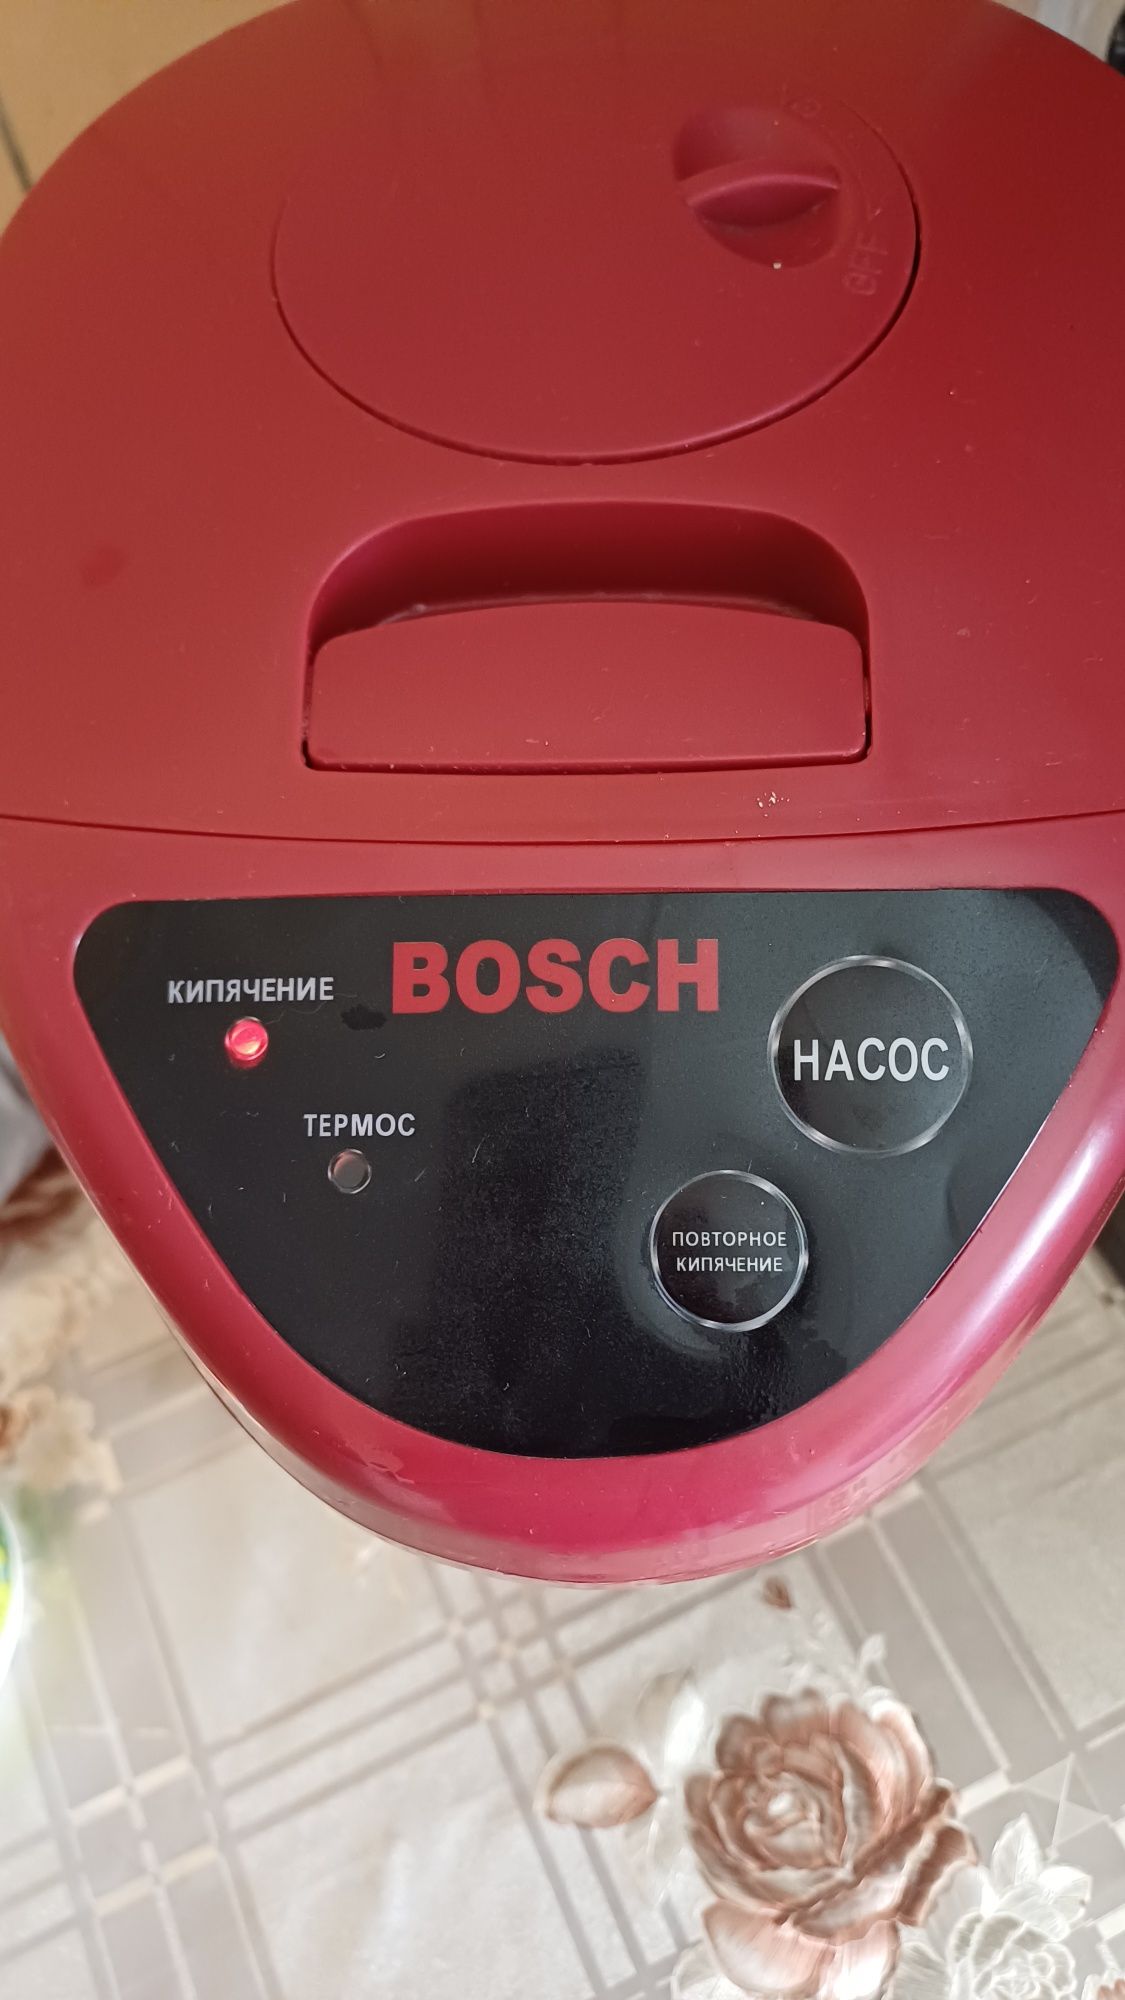 OFF
BOSCH
КИПЯЧЕНИЕ
НАСОС
ТЕРМОС
ПОВТОРНОЕ
КИПЯЧЕНИЕ